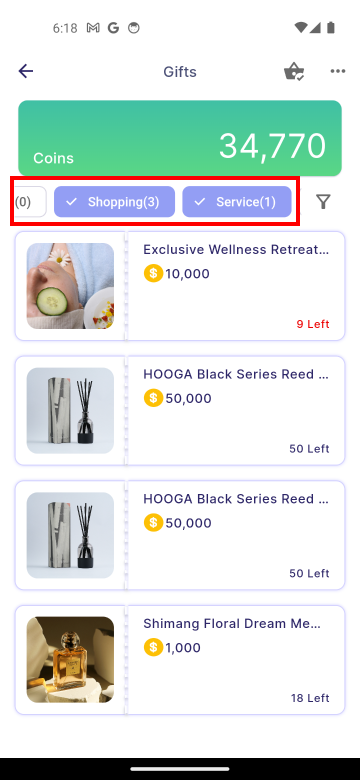 6:18
Gifts
Coins
34,770
(0)
Shopping(3)
Service(1)
Exclusive Wellness Retreat...
$ 10,000
9 Left
HOOGA Black Series Reed ...
$ 50,000
50 Left
HOOGA Black Series Reed ...
$ 50,000
50 Left
Shimang Floral Dream Me...
$ 1,000
18 Left